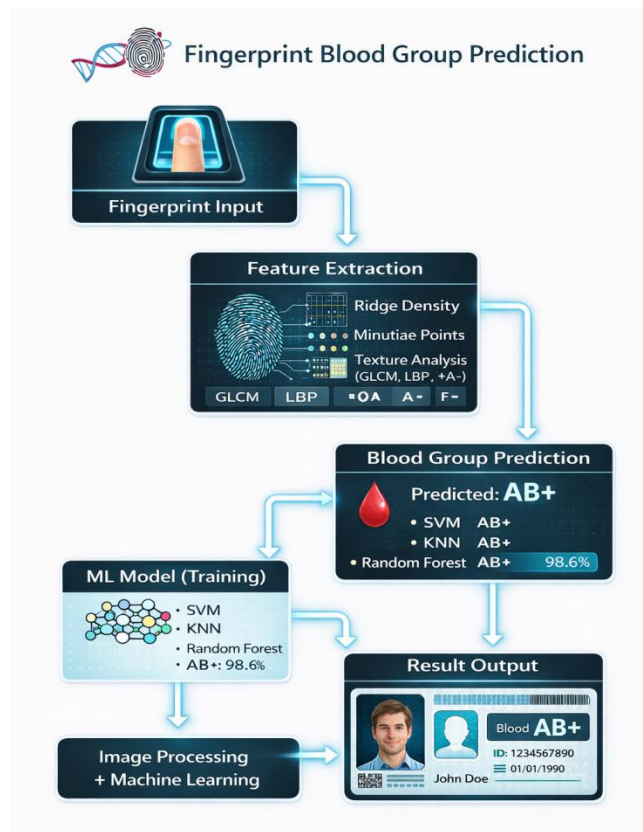 Fingerprint Blood Group Prediction
Fingerprint Input
Feature Extraction
Ridge Density
Minutiae Points
Texture Analysis
(GLCM, LBP, +A-)
GLCM LBP ▪OA A- F-
Blood Group Prediction
Predicted: AB+
• SVM AB+
• KNN AB+
• Random Forest AB+ 98.6%
ML Model (Training)
• SVM
• KNN
• Random Forest
• AB+: 98.6%
Result Output
Blood AB+
ID: 1234567890
01/01/1990
John Doe
Image Processing
+ Machine Learning